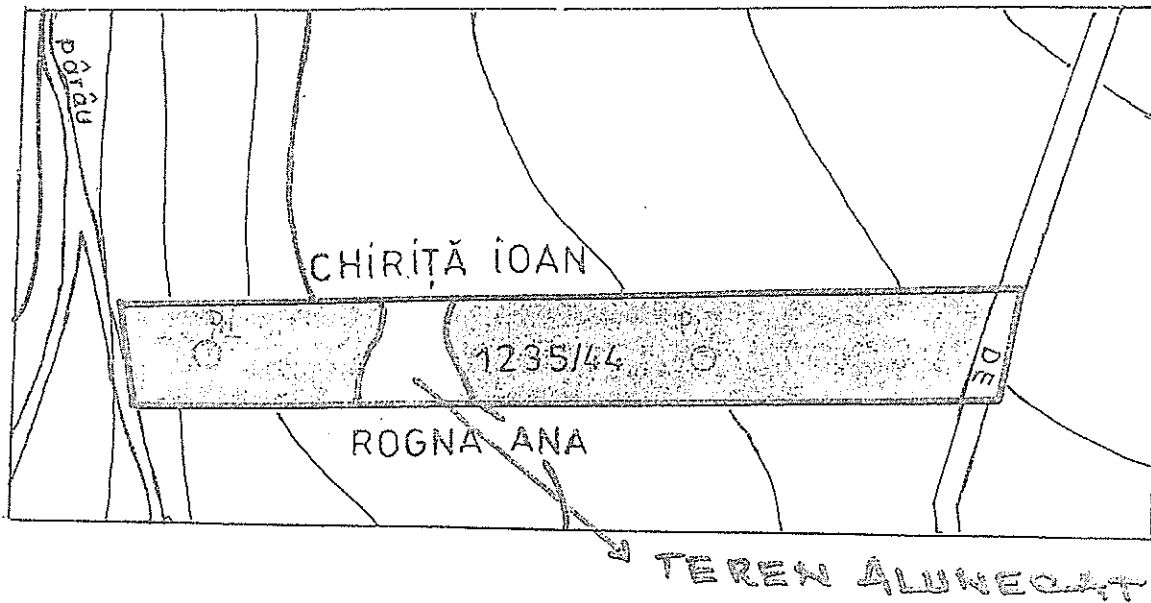 pârâu
CHIRIȚĂ IOAN
1235/44
DE
ROGNA ANA
TEREN ALUNECAT